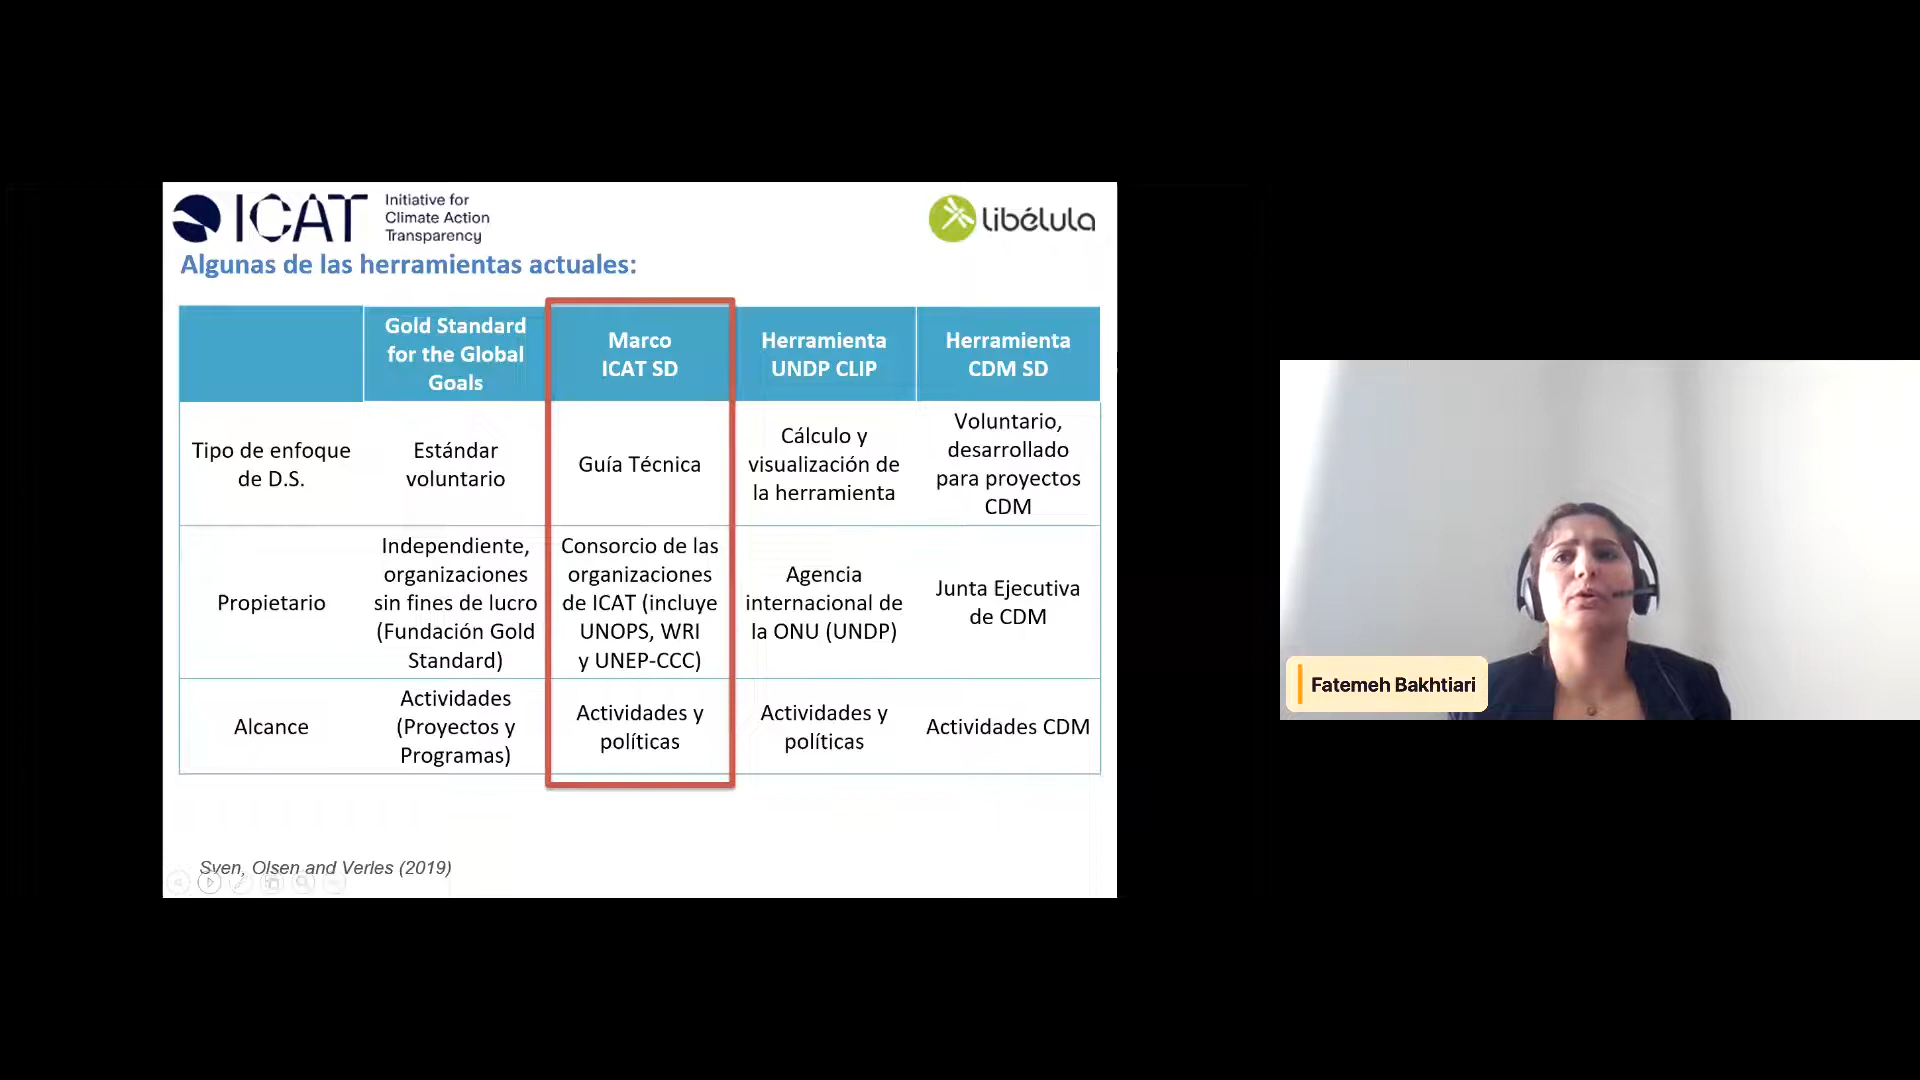 ICAT
Initiative for
Climate Action
Transparency
libélula
Algunas de las herramientas actuales:
Gold Standard
for the Global
Goals
Marco
ICAT SD
Herramienta
UNDP CLIP
Herramienta
CDM SD
Tipo de enfoque
de D.S.
Estándar
voluntario
Guía Técnica
Cálculo y
visualización de
la herramienta
Voluntario,
desarrollado
para proyectos
CDM
Propietario
Independiente,
organizaciones
sin fines de lucro
(Fundación Gold
Standard)
Consorcio de las
organizaciones
de ICAT (incluye
UNOPS, WRI
y UNEP-CCC)
Agencia
internacional de
la ONU (UNDP)
Junta Ejecutiva
de CDM
Alcance
Actividades
(Proyectos y
Programas)
Actividades y
políticas
Actividades y
políticas
Actividades CDM
Sven, Olsen and Verles (2019)
Fatemeh Bakhtiari